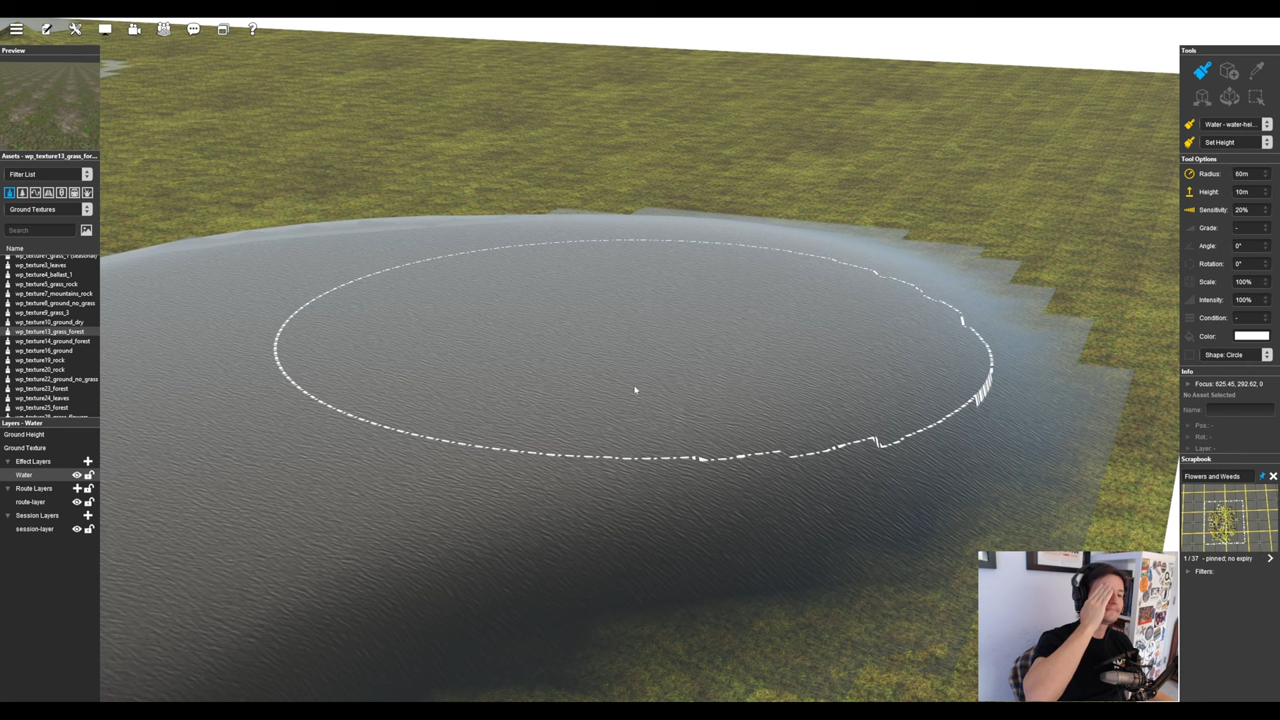 Preview
Assets - wp_texture13_grass_for...
Filter List
Ground Textures
Search
Name
wp_texture1_grass_1 (seasonal)
wp_texture3_leaves
wp_texture4_ballast_1
wp_texture5_grass_rock
wp_texture7_mountains_rock
wp_texture8_ground_no_grass
wp_texture9_grass_3
wp_texture10_ground_dry
wp_texture13_grass_forest
wp_texture14_ground_forest
wp_texture16_ground
wp_texture19_rock
wp_texture20_rock
wp_texture22_ground_no_grass
wp_texture23_forest
wp_texture24_leaves
wp_texture25_forest
Layers - Water
Ground Height
Ground Texture
Effect Layers
Water
Route Layers
route-layer
Session Layers
session-layer
Tools
Water - water-hei...
Set Height
Tool Options
Radius: 60m
Height: 10m
Sensitivity: 20%
Grade: -
Angle: 0°
Rotation: 0°
Scale: 100%
Intensity: 100%
Condition: -
Color:
Shape: Circle
Info
Focus: 625.45, 292.62, 0
No Asset Selected
Name:
Pos.: -
Rot.: -
Layer: -
Scrapbook
Flowers and Weeds
1 / 37 - pinned; no expiry
Filters: